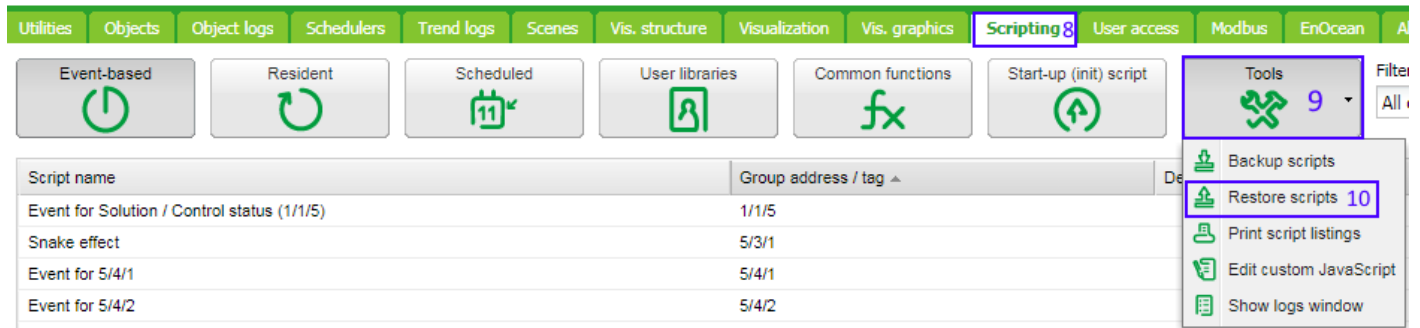 Utilities Objects Object logs Schedulers Trend logs Scenes Vis. structure Visualization Vis. graphics Scripting 8 User access Modbus EnOcean
Event-based Resident Scheduled User libraries Common functions Start-up (init) script Tools 9
11
Script name Group address / tag
Event for Solution / Control status (1/1/5) 1/1/5
Snake effect 5/3/1
Event for 5/4/1 5/4/1
Event for 5/4/2 5/4/2
Backup scripts
Restore scripts 10
Print script listings
Edit custom JavaScript
Show logs window